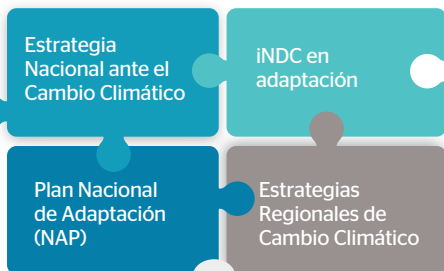 Estrategia
Nacional ante el
Cambio Climático
iNDC en
adaptación
Plan Nacional
de Adaptación
(NAP)
Estrategias
Regionales de
Cambio Climático